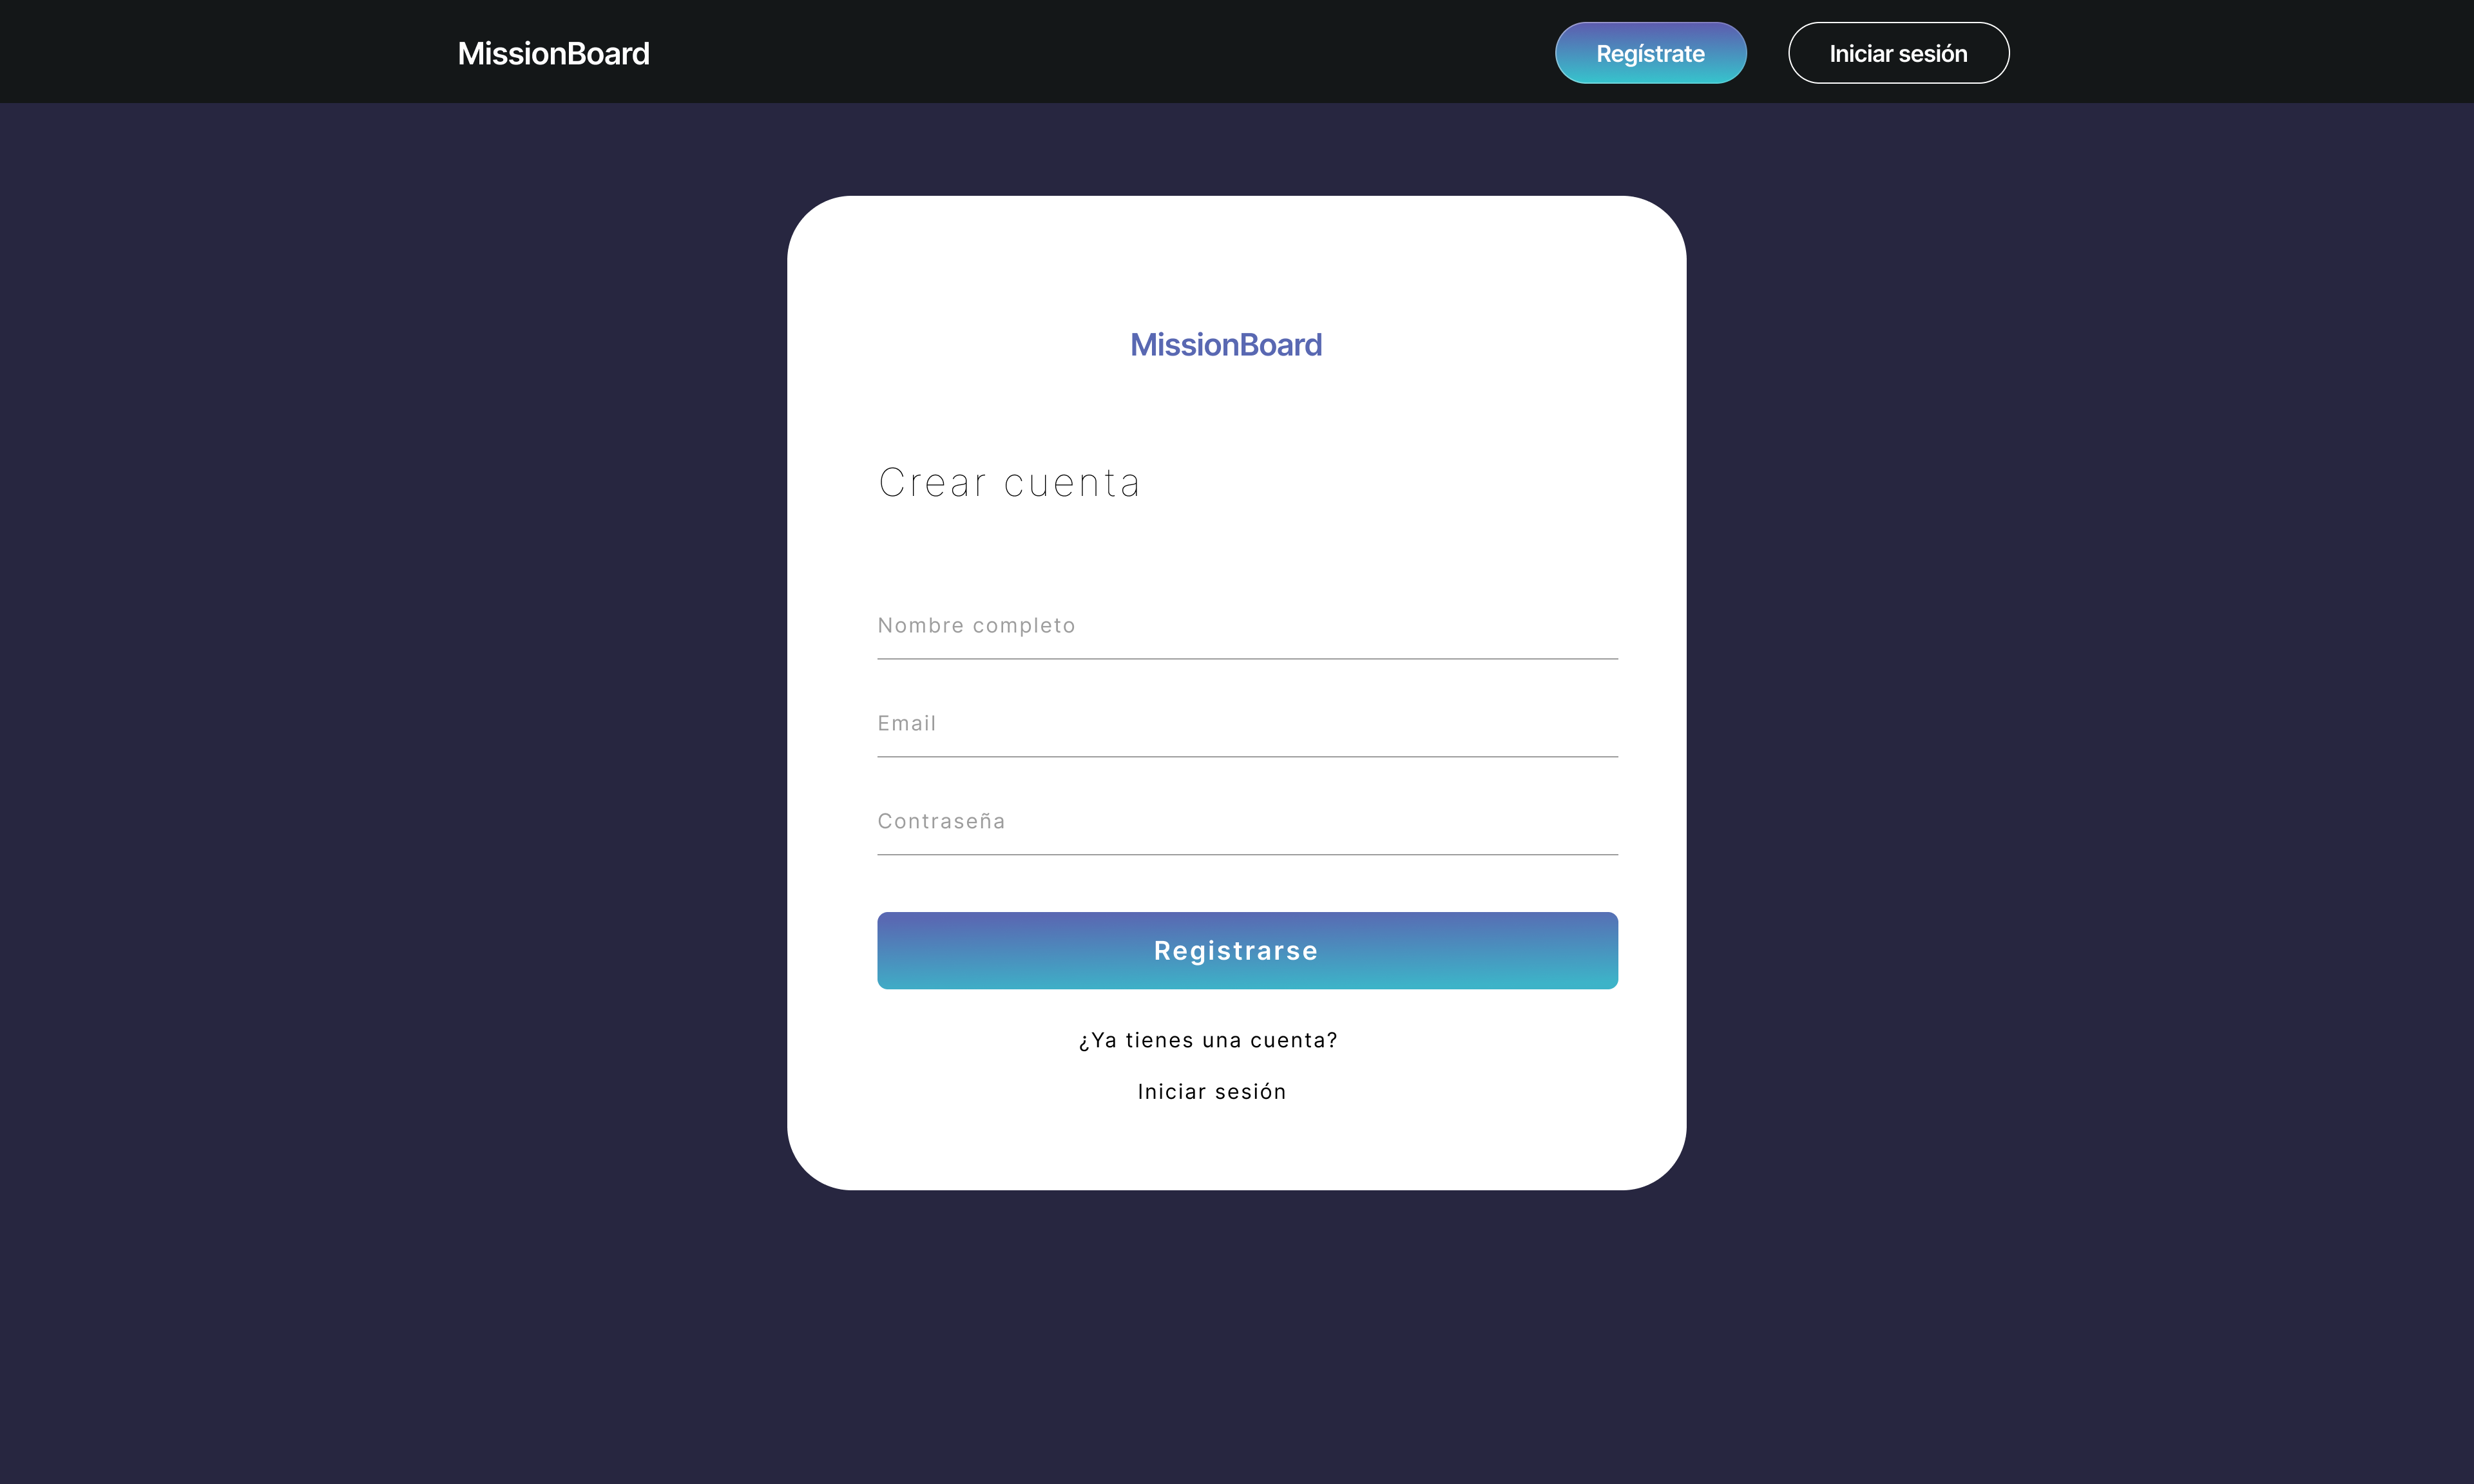 MissionBoard
Regístrate
Iniciar sesión
MissionBoard
Crear cuenta
Nombre completo
Email
Contraseña
Registrarse
¿Ya tienes una cuenta?
Iniciar sesión